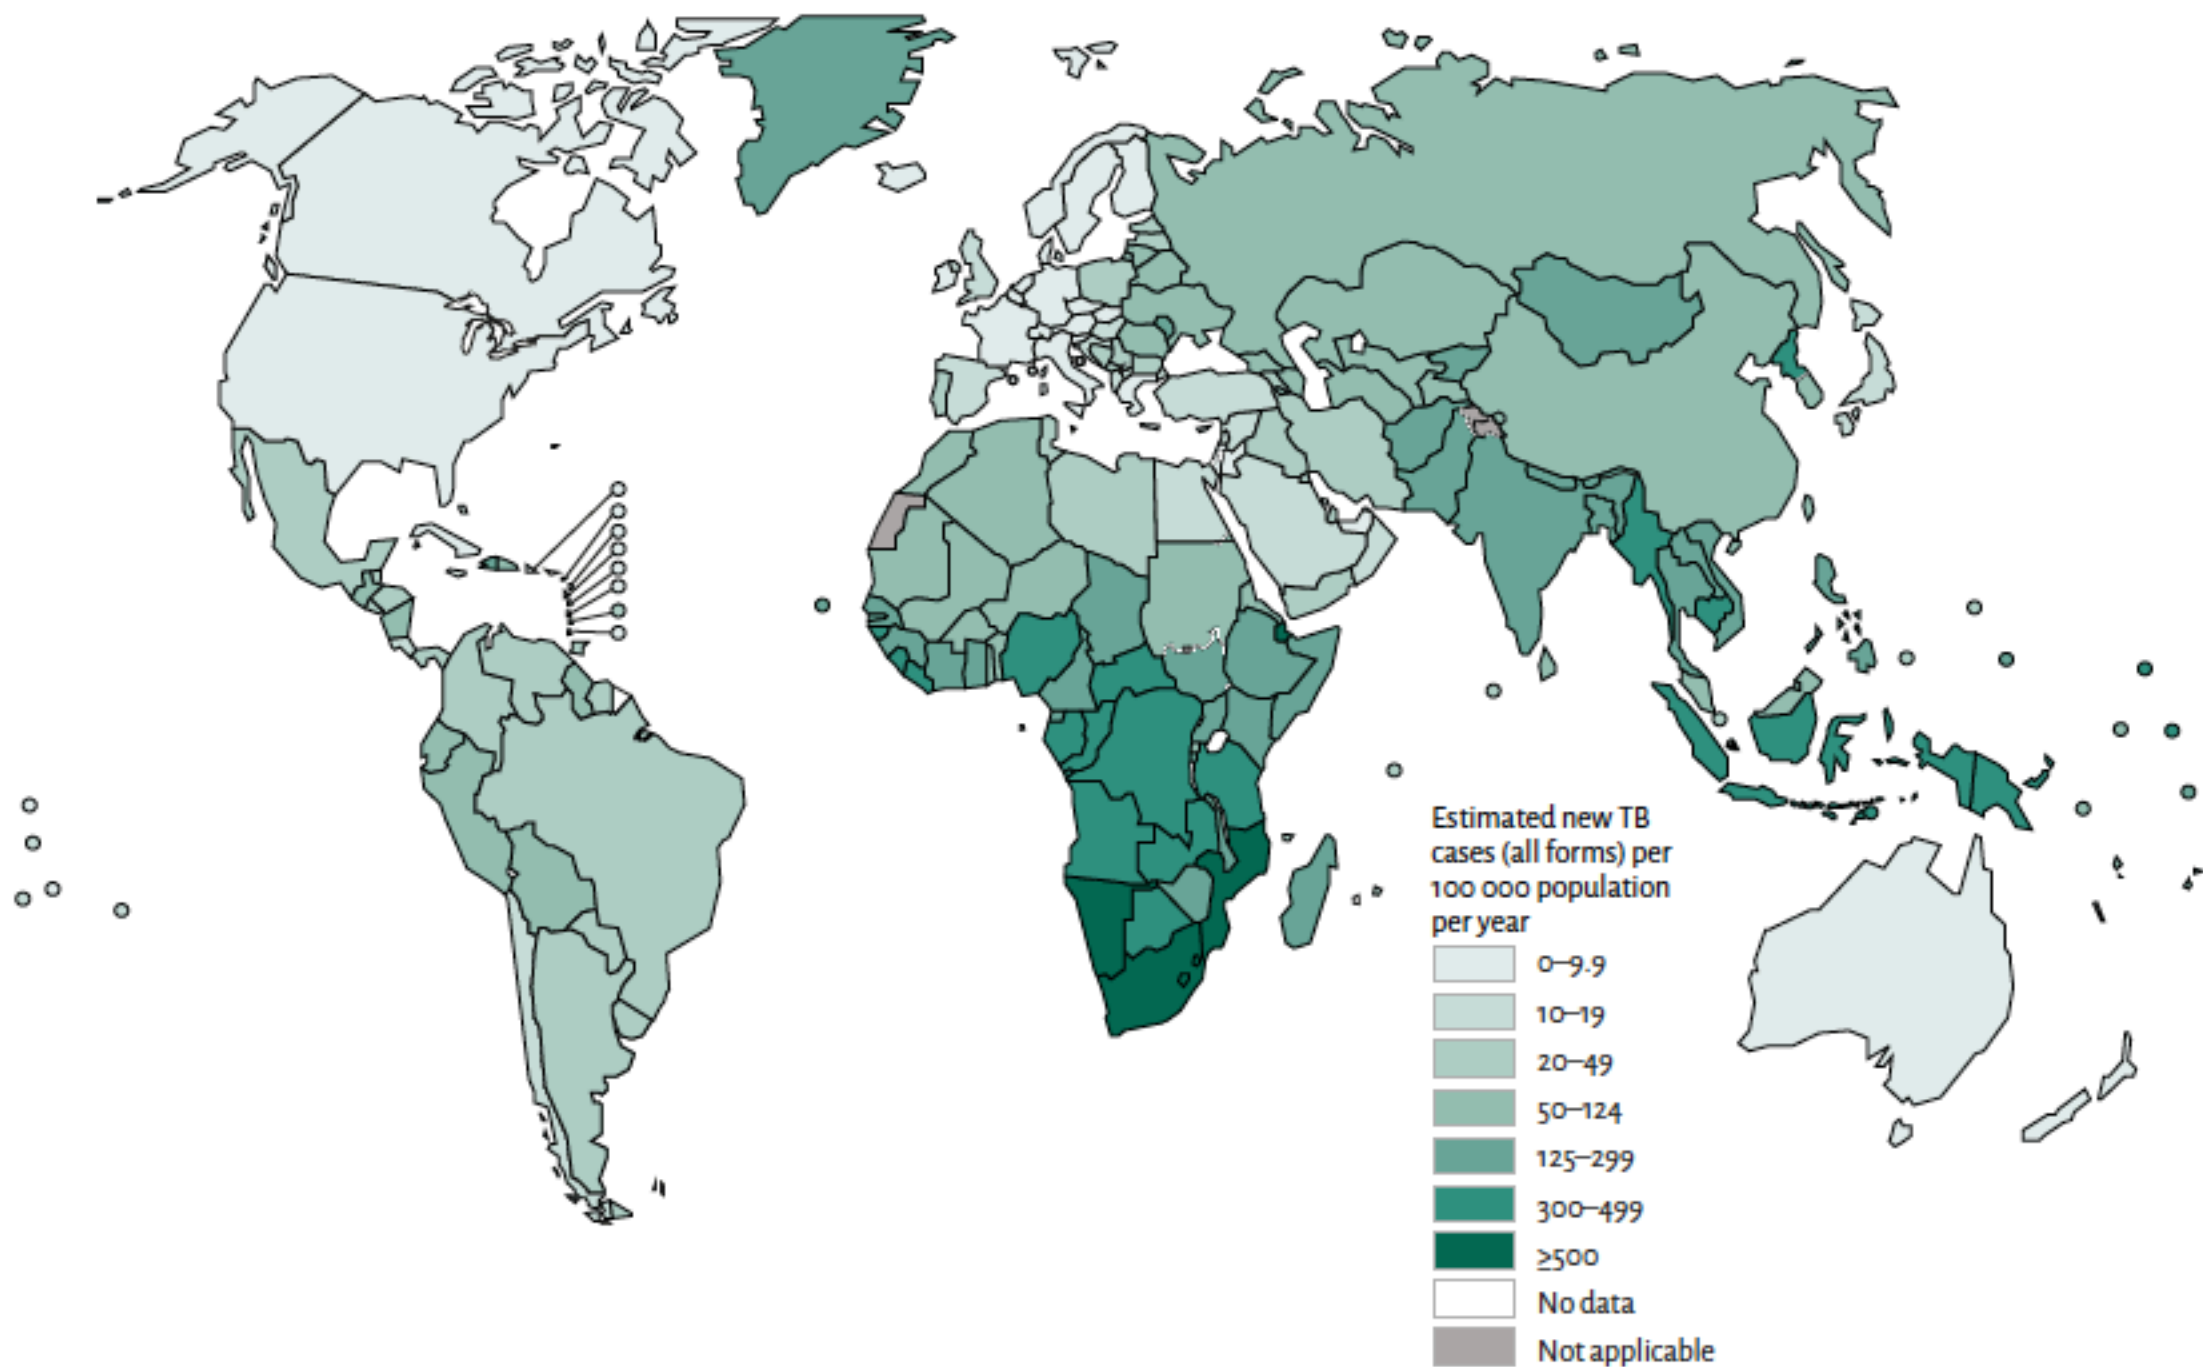 Estimated new TB
cases (all forms) per
100 000 population
per year
0–9.9
10–19
20–49
50–124
125–299
300–499
≥500
No data
Not applicable